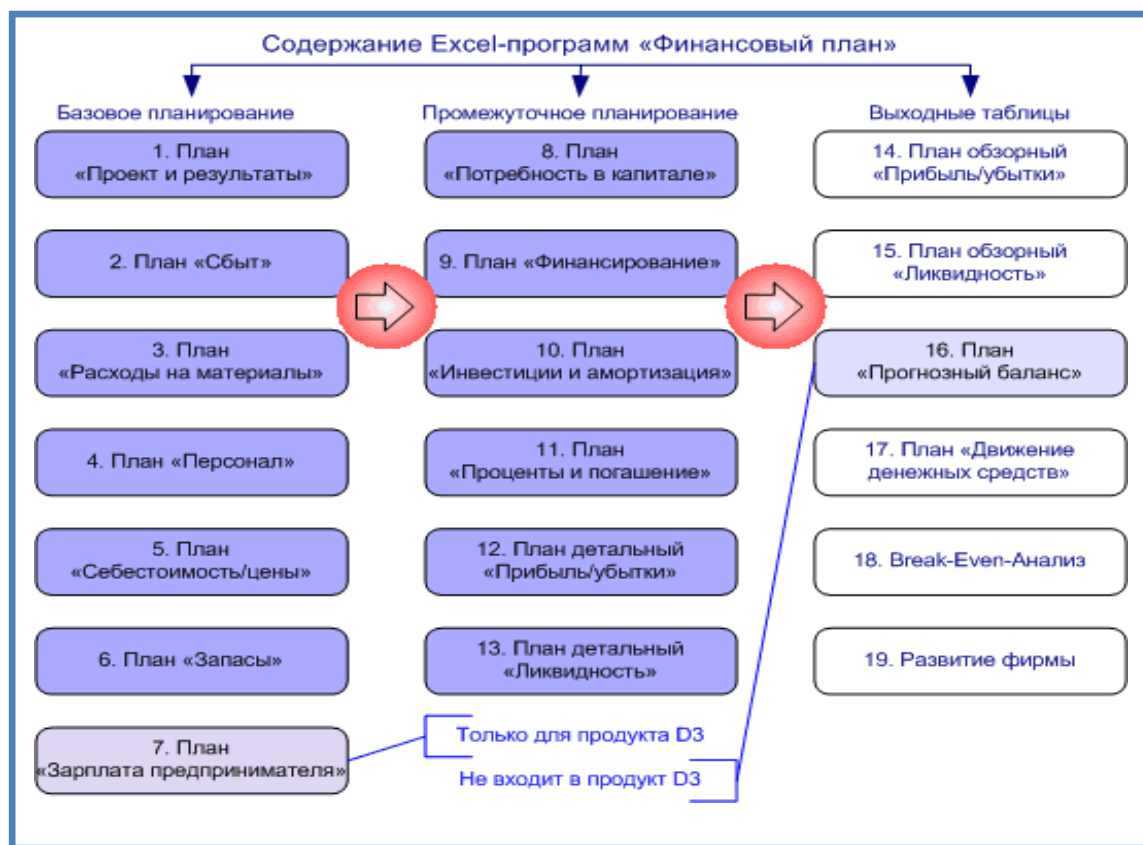 Содержание Excel-программ «Финансовый план»
Базовое планирование
1. План
«Проект и результаты»
2. План «Сбыт»
3. План
«Расходы на материалы»
4. План «Персонал»
5. План
«Себестоимость/цены»
6. План «Запасы»
7. План
«Зарплата предпринимателя»
Промежуточное планирование
8. План
«Потребность в капитале»
9. План «Финансирование»
10. План
«Инвестиции и амортизация»
11. План
«Проценты и погашение»
12. План детальный
«Прибыль/убытки»
13. План детальный
«Ликвидность»
Только для продукта D3
Не входит в продукт D3
Выходные таблицы
14. План обзорный
«Прибыль/убытки»
15. План обзорный
«Ликвидность»
16. План
«Прогнозный баланс»
17. План «Движение
денежных средств»
18. Break-Even-Анализ
19. Развитие фирмы